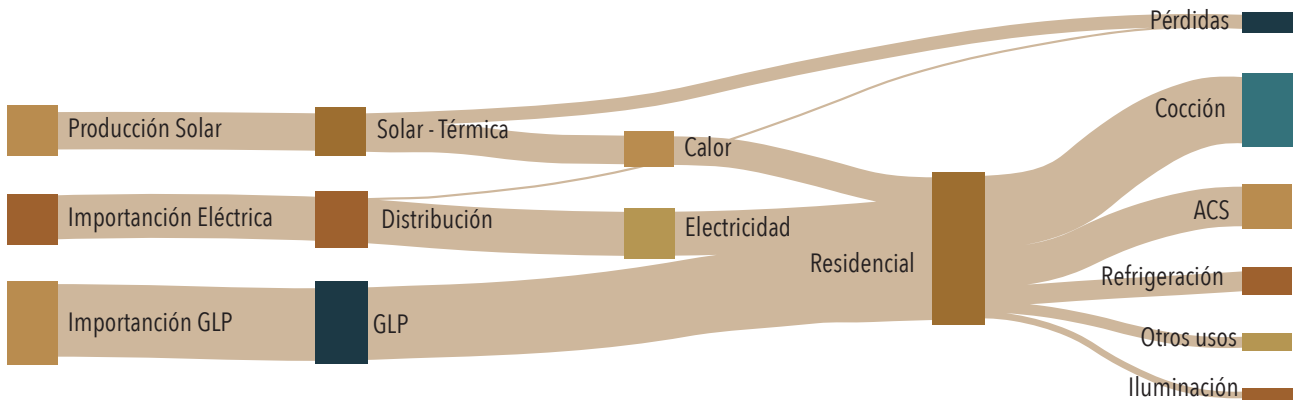 Pérdidas
Cocción
Producción Solar
Solar - Térmica
Calor
Importanción Eléctrica
Distribución
Electricidad
ACS
Residencial
Refrigeración
Importanción GLP
GLP
Otros usos
Iluminación